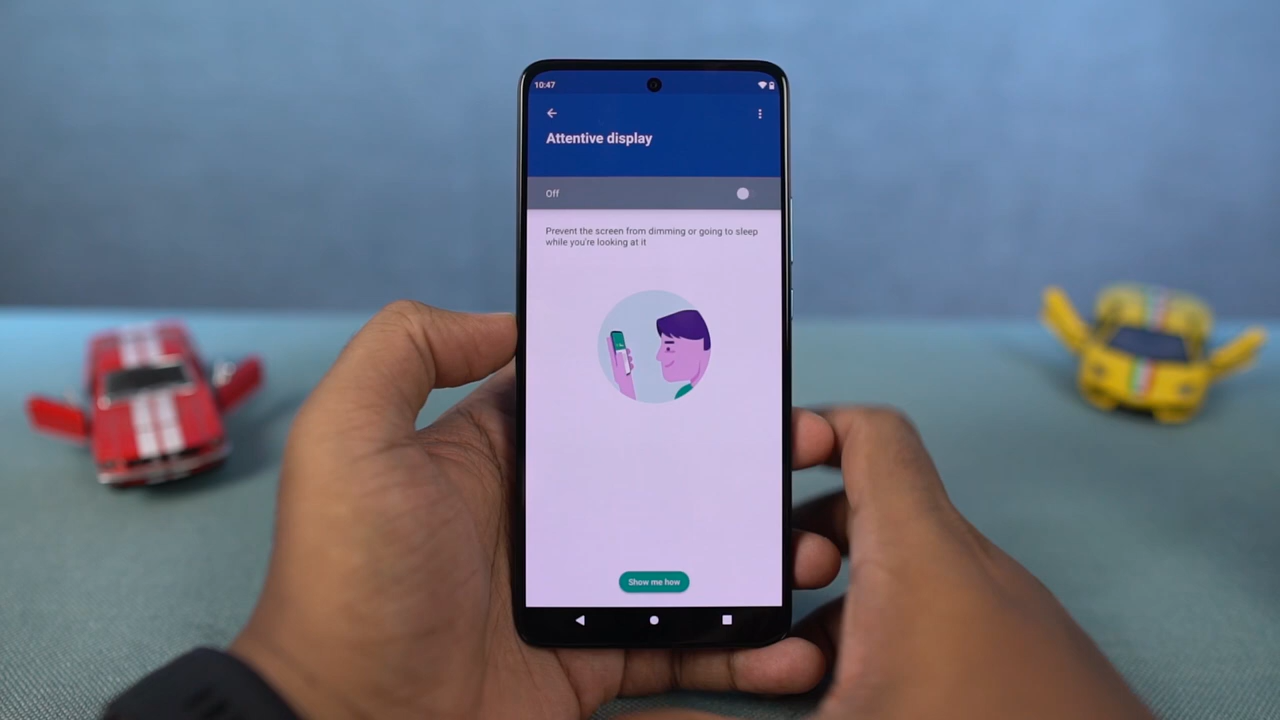 10:47
Attentive display
Off
Prevent the screen from dimming or going to sleep
while you're looking at it
Show me how